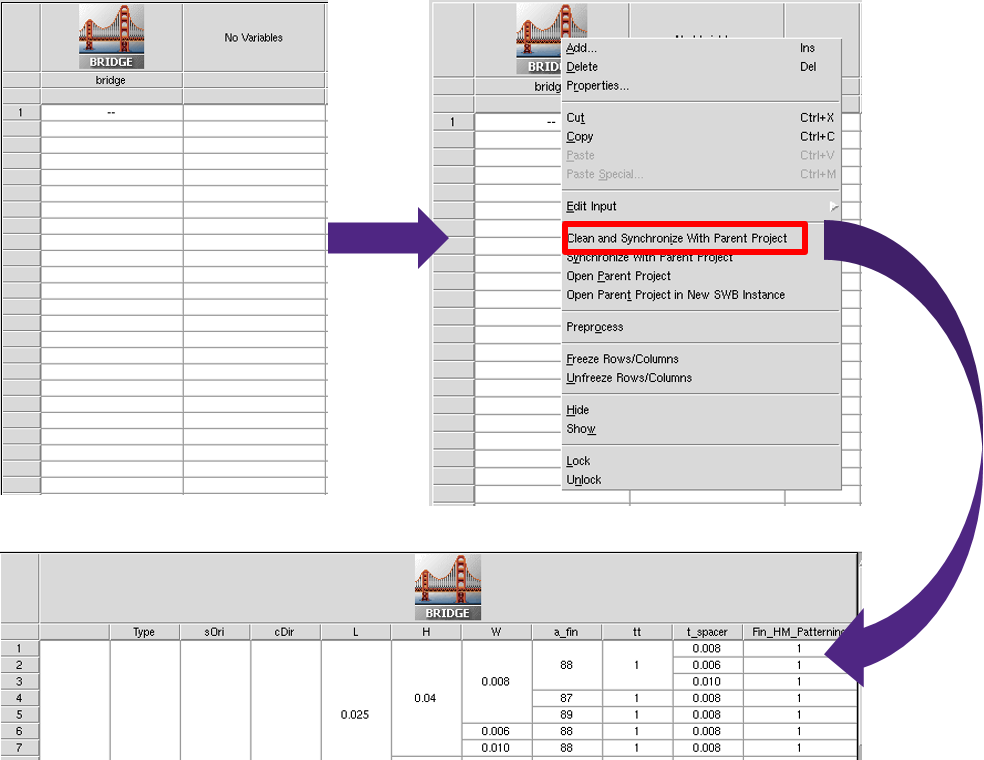 BRIDGE
No Variables
bridge
1 --
BRIDG
bridg
1 --
Add... Ins
Delete Del
Properties...
Cut Ctrl+X
Copy Ctrl+C
Paste Ctrl+V
Paste Special... Ctrl+M
Edit Input
Clean and Synchronize With Parent Project
Synchronize With Parent Project
Open Parent Project
Open Parent Project in New SWB Instance
Preprocess
Freeze Rows/Columns
Unfreeze Rows/Columns
Hide
Show
Lock
Unlock
BRIDGE
Type sOri cDir L H W a_fin tt t_spacer Fin_HM_Patterning
1 0.008 1
2 88 1 0.006 1
3 0.008 0.010 1
4 0.04 87 1 0.008 1
5 0.025 89 1 0.008 1
6 0.006 88 1 0.008 1
7 0.010 88 1 0.008 1